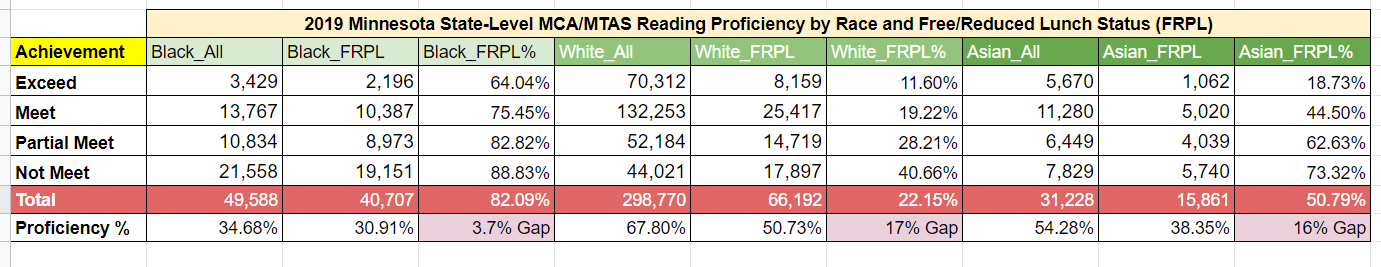 2019 Minnesota State-Level MCA/MTAS Reading Proficiency by Race and Free/Reduced Lunch Status (FRPL)
Achievement Black_All Black_FRPL Black_FRPL% White_All White_FRPL White_FRPL% Asian_All Asian_FRPL Asian_FRPL%
Exceed 3,429 2,196 64.04% 70,312 8,159 11.60% 5,670 1,062 18.73%
Meet 13,767 10,387 75.45% 132,253 25,417 19.22% 11,280 5,020 44.50%
Partial Meet 10,834 8,973 82.82% 52,184 14,719 28.21% 6,449 4,039 62.63%
Not Meet 21,558 19,151 88.83% 44,021 17,897 40.66% 7,829 5,740 73.32%
Total 49,588 40,707 82.09% 298,770 66,192 22.15% 31,228 15,861 50.79%
Proficiency % 34.68% 30.91% 3.7% Gap 67.80% 50.73% 17% Gap 54.28% 38.35% 16% Gap